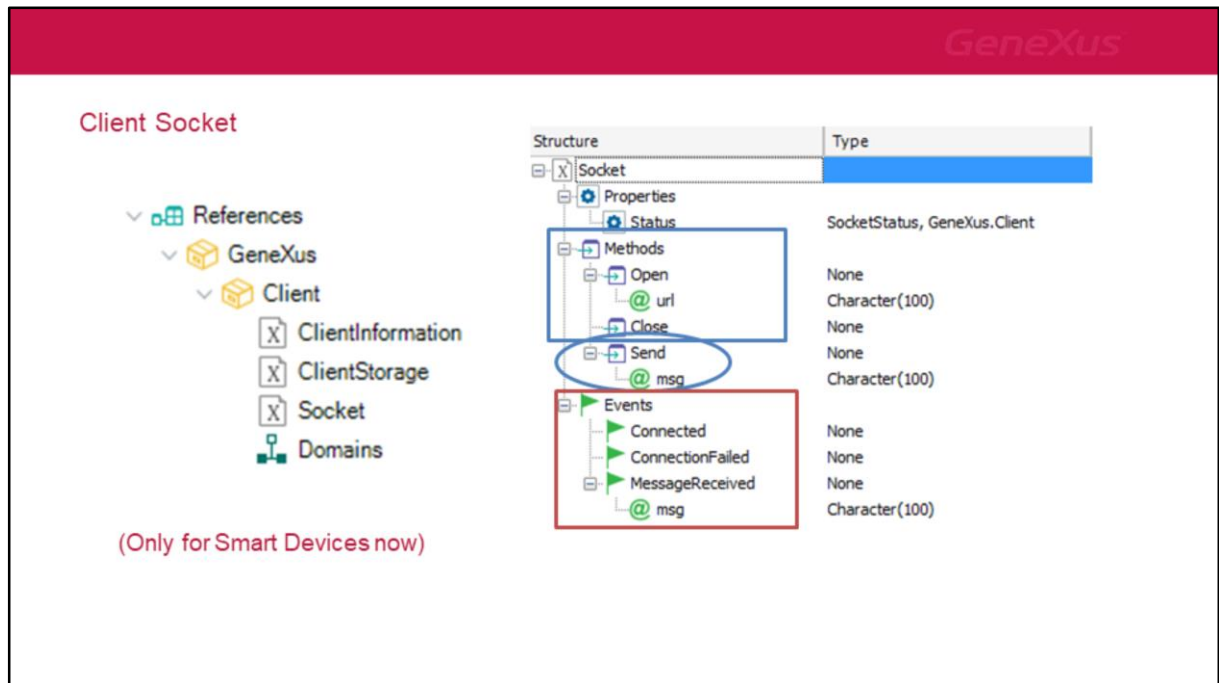 GeneXus
Client Socket
References
GeneXus
Client
ClientInformation
ClientStorage
Socket
Domains
(Only for Smart Devices now)
Structure Type
Socket
Properties
Status SocketStatus, GeneXus.Client
Methods
Open None
url Character(100)
Close None
Send None
msg Character(100)
Events
Connected None
ConnectionFailed None
MessageReceived None
msg Character(100)